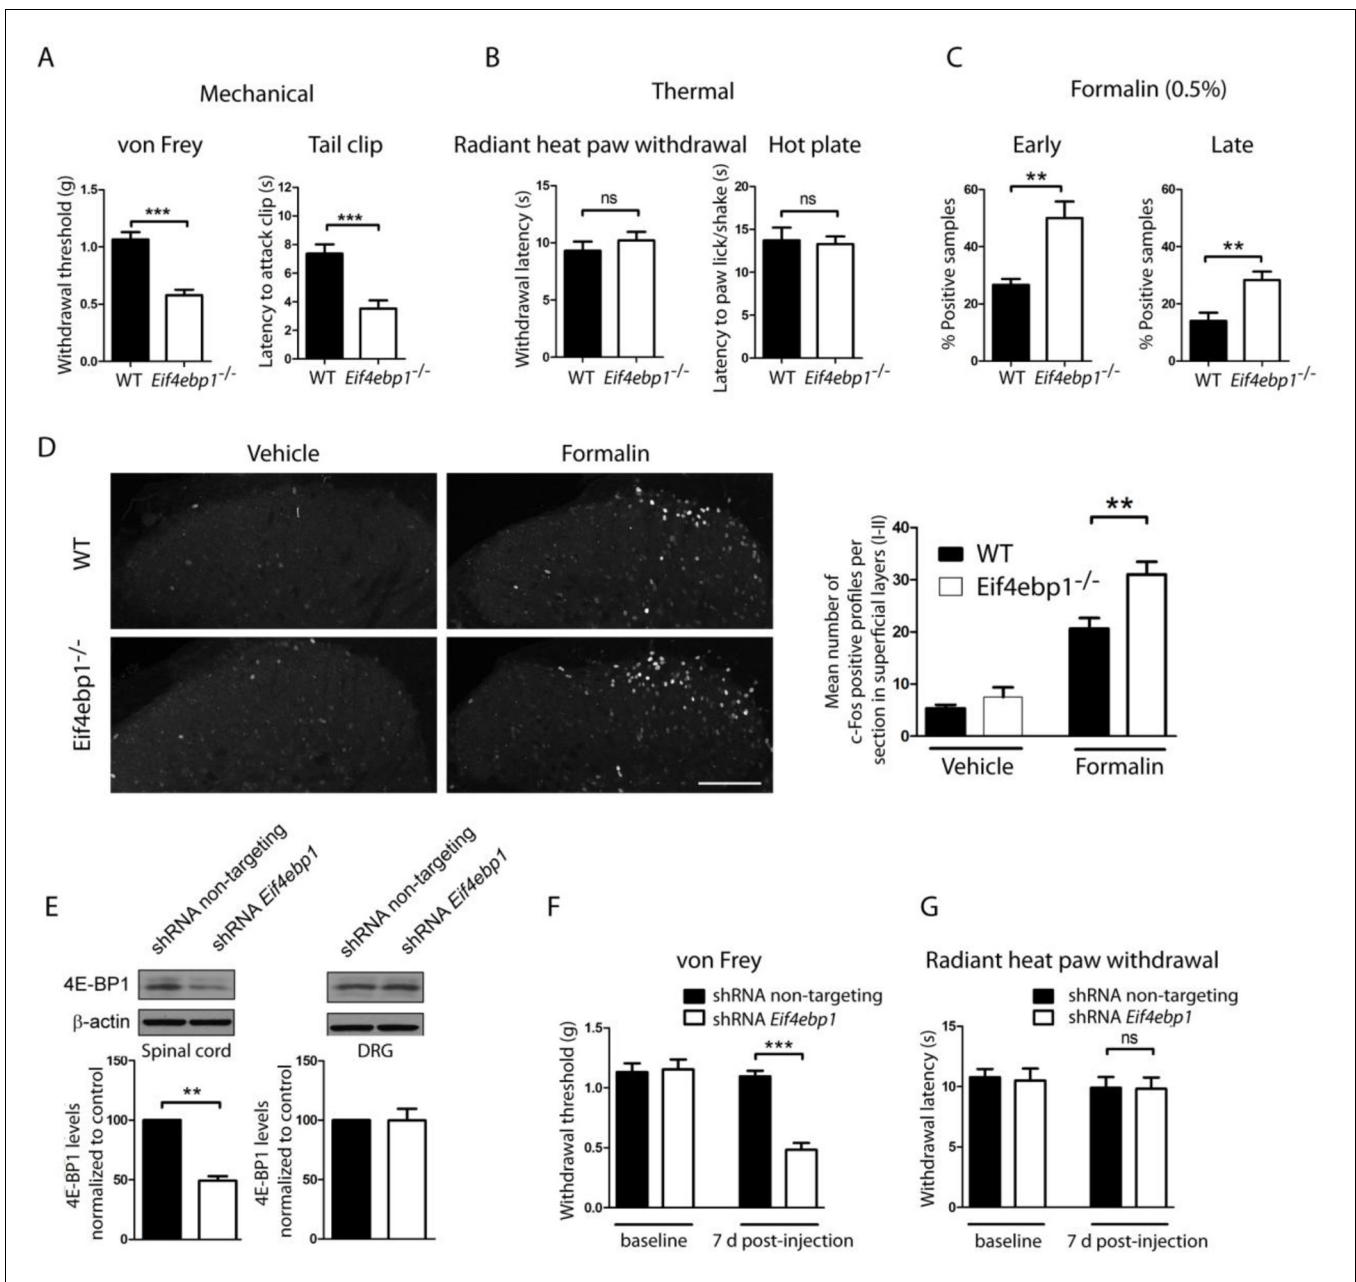 A
Mechanical
von Frey
Withdrawal threshold (g)
1.5
1.0
0.5
0.0
***
WT Eif4ebp1-/-
Tail clip
Latency to attack clip (s)
12
10
8
6
4
2
0
***
WT Eif4ebp1-/-
B
Thermal
Radiant heat paw withdrawal
Withdrawal latency (s)
15
10
5
0
ns
WT Eif4ebp1-/-
Hot plate
Latency to paw lick/shake (s)
20
15
10
5
0
ns
WT Eif4ebp1-/-
C
Formalin (0.5%)
Early
% Positive samples
60
40
20
0
**
WT Eif4ebp1-/-
Late
% Positive samples
60
40
20
0
**
WT Eif4ebp1-/-
D
Vehicle
Formalin
WT
Eif4ebp1-/-
Mean number of
c-Fos positive profiles per
section in superficial layers (I-II)
40
30
20
10
0
WT
Eif4ebp1-/-
**
Vehicle
Formalin
E
shRNA non-targeting
shRNA Eif4ebp1
shRNA non-targeting
shRNA Eif4ebp1
4E-BP1
β-actin
Spinal cord
DRG
4E-BP1 levels
normalized to control
150
100
50
0
**
4E-BP1 levels
normalized to control
150
100
50
0
F
von Frey
shRNA non-targeting
shRNA Eif4ebp1
Withdrawal threshold (g)
1.5
1.0
0.5
0.0
***
baseline
7 d post-injection
G
Radiant heat paw withdrawal
shRNA non-targeting
shRNA Eif4ebp1
Withdrawal latency (s)
15
10
5
0
ns
baseline
7 d post-injection